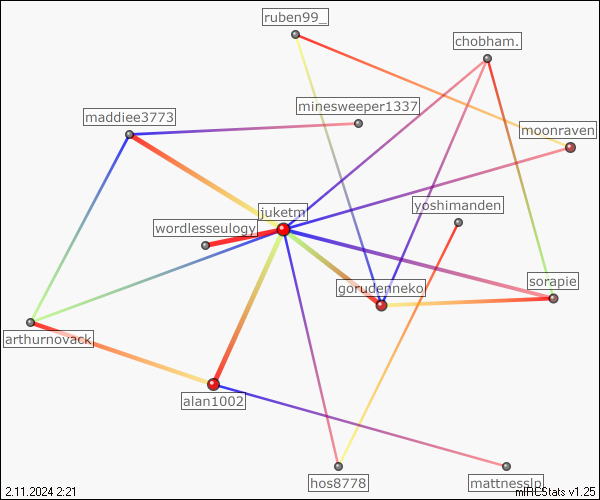 ruben99_
chobham.
minesweeper1337
maddiee3773
moonraven
yoshimanden
juketm
wordlesseulogy
sorapie
gorudenneko
arthurnovack
alan1002
hos8778
mattnesslp
2.11.2024 2:21
mIRCStats v1.25